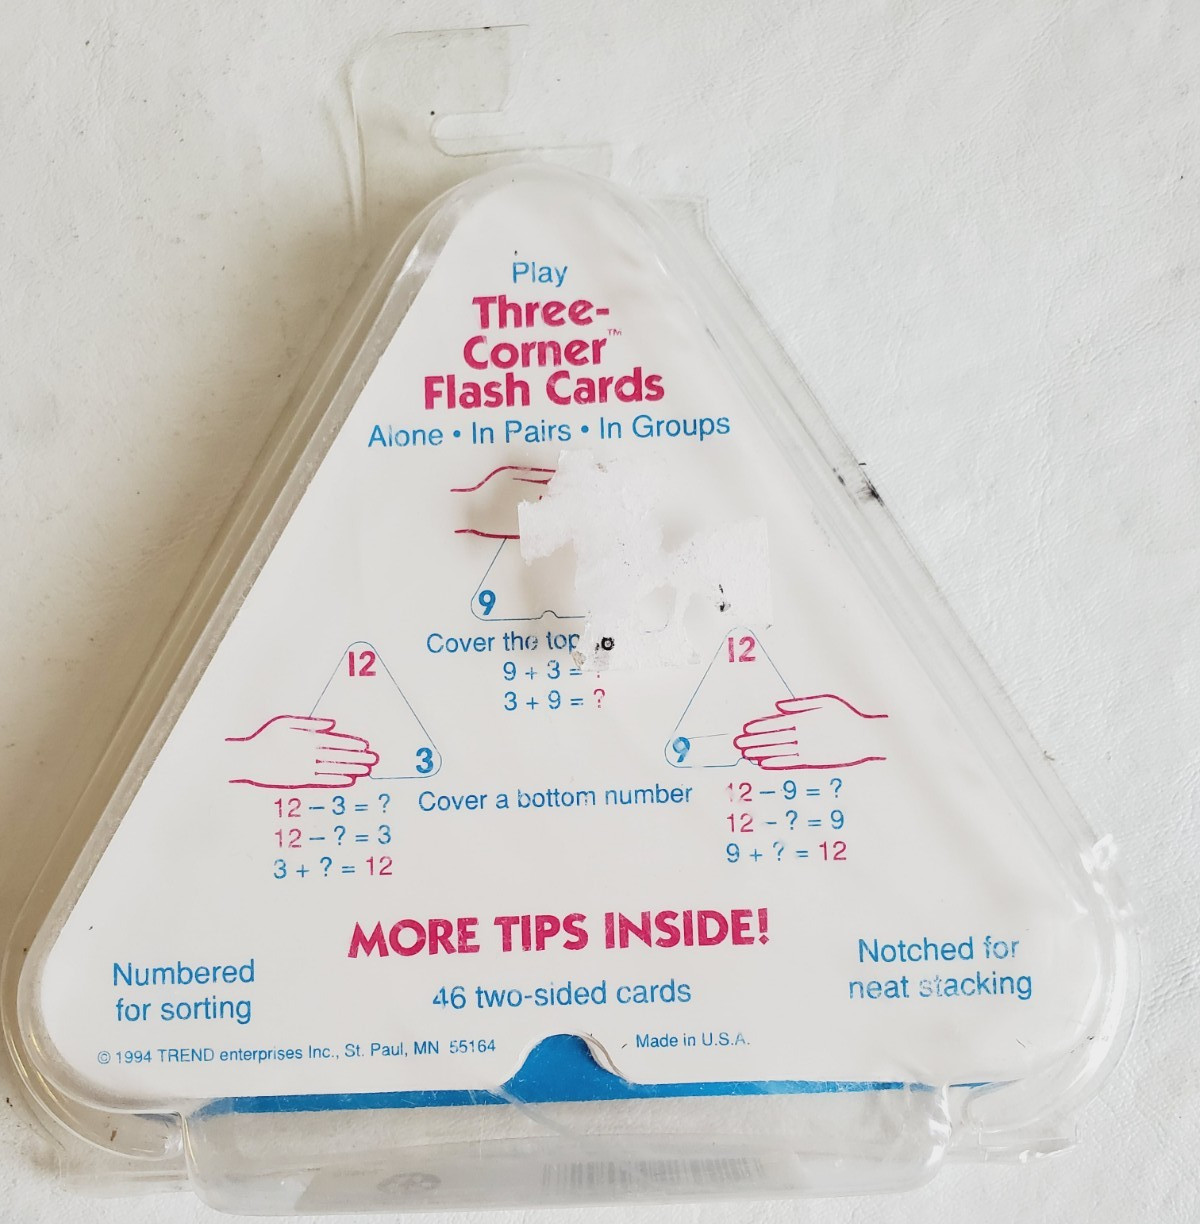 Play
Three-
Corner™
Flash Cards
Alone • In Pairs • In Groups
9
Cover the top
9 + 3 = ?
3 + 9 = ?
12
3
12 – 3 = ?
12 – ? = 3
3 + ? = 12
Cover a bottom number
12
9
12 – 9 = ?
12 – ? = 9
9 + ? = 12
MORE TIPS INSIDE!
Numbered
for sorting
46 two-sided cards
Notched for
neat stacking
© 1994 TREND enterprises Inc., St. Paul, MN 55164
Made in U.S.A.